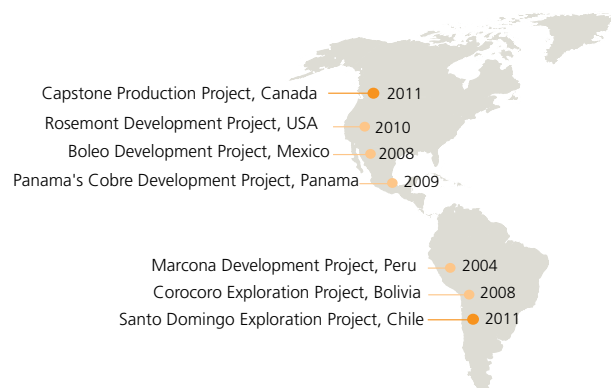 Capstone Production Project, Canada 2011
Rosemont Development Project, USA 2010
Boleo Development Project, Mexico 2008
Panama's Cobre Development Project, Panama 2009
Marcona Development Project, Peru 2004
Corocoro Exploration Project, Bolivia 2008
Santo Domingo Exploration Project, Chile 2011